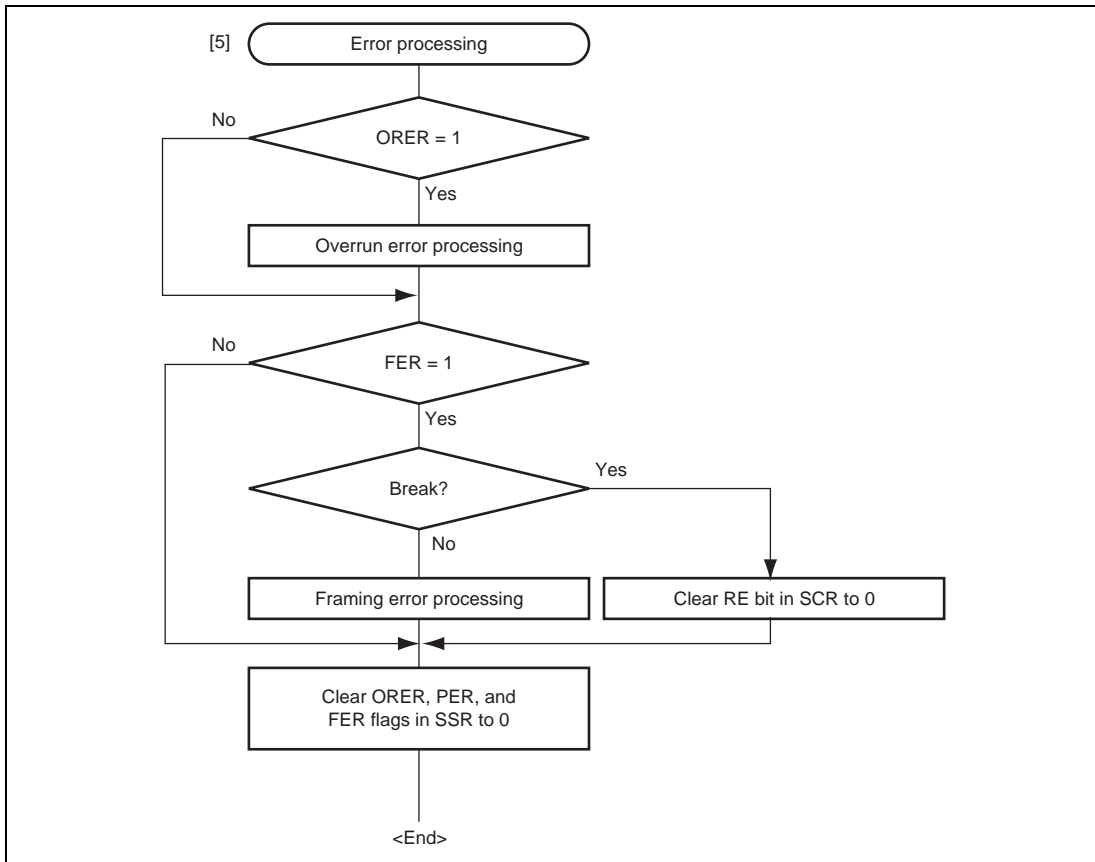 [5] Error processing
No
ORER = 1
Yes
Overrun error processing
No
FER = 1
Yes
Yes
Break?
No
Framing error processing
Clear RE bit in SCR to 0
Clear ORER, PER, and
FER flags in SSR to 0
<End>